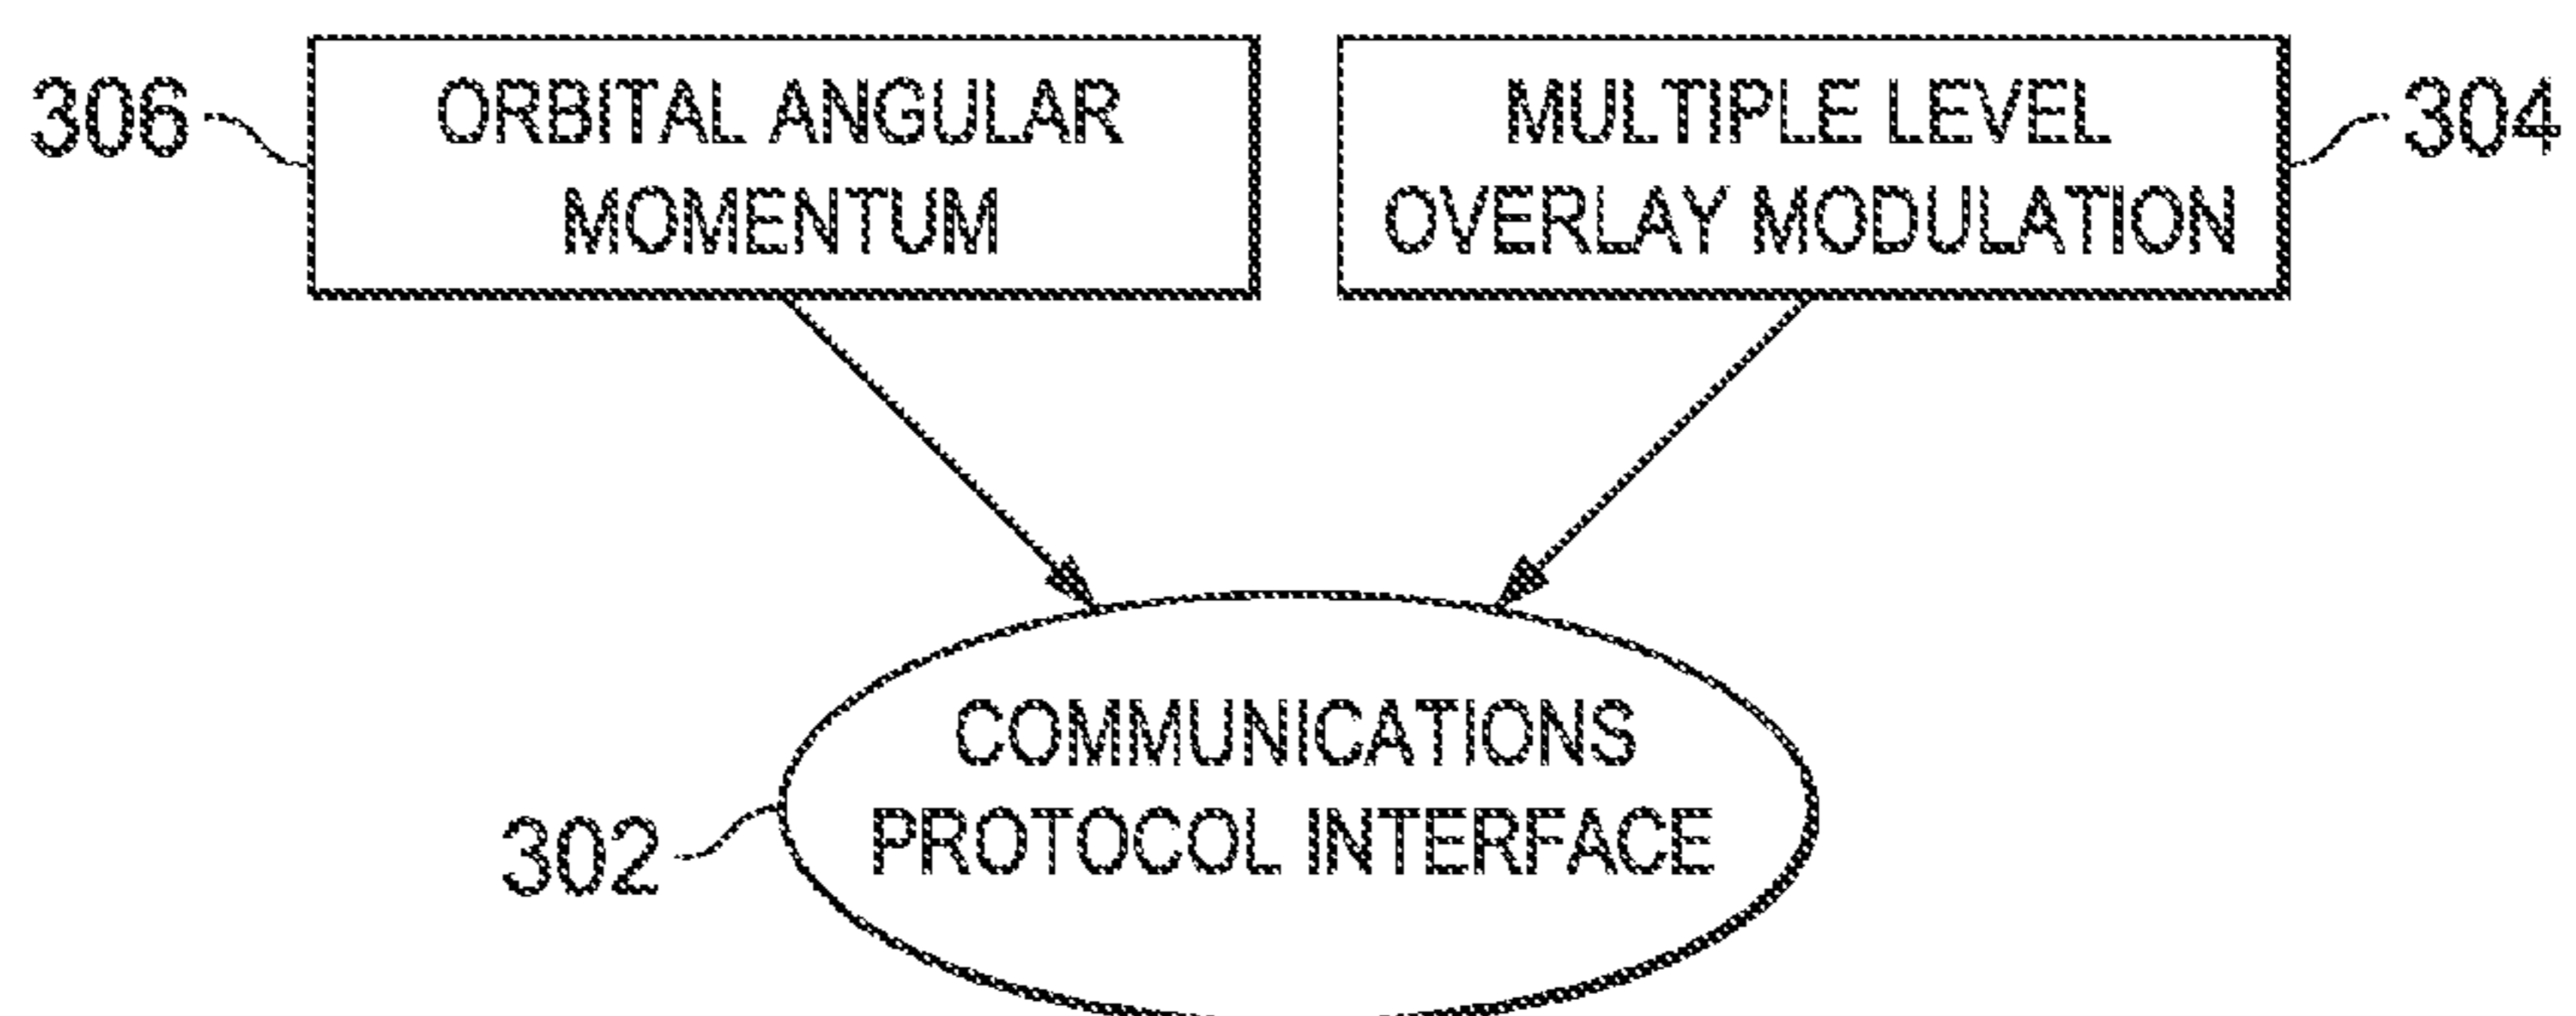 306
ORBITAL ANGULAR
MOMENTUM
MULTIPLE LEVEL
OVERLAY MODULATION
304
COMMUNICATIONS
PROTOCOL INTERFACE
302